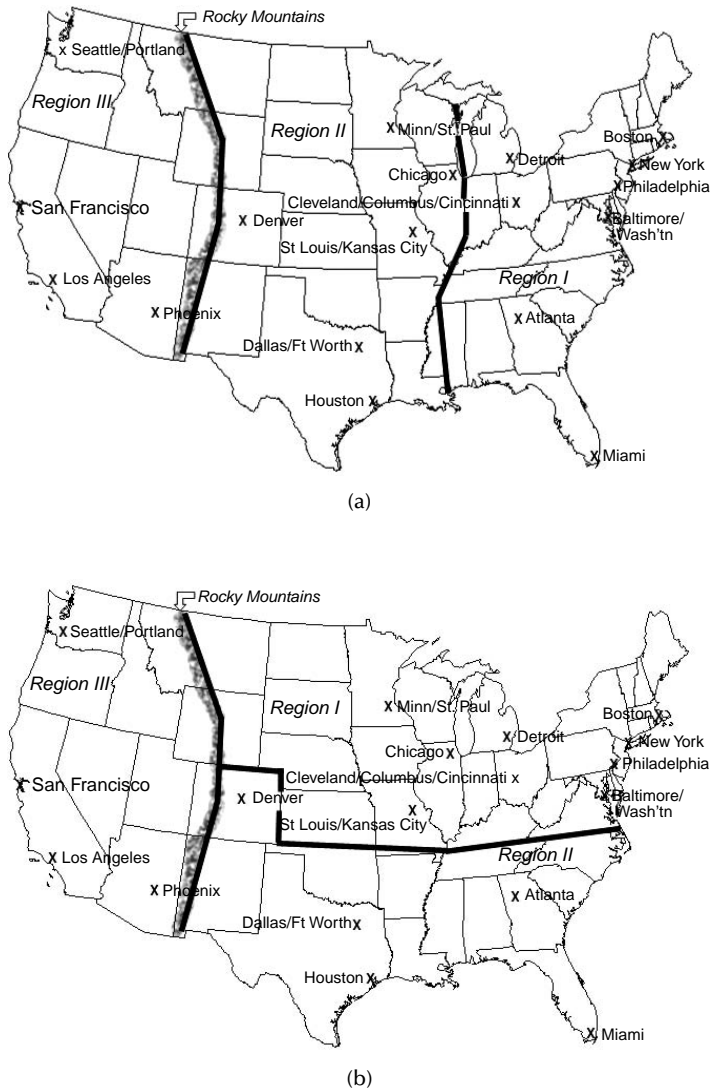 Rocky Mountains
x Seattle/Portland
Region III
Region II
x Minn/St. Paul
Boston x
x Detroit
x New York
Chicago x
x Philadelphia
Cleveland/Columbus/Cincinnati x
x San Francisco
x Denver
x Baltimore/
Wash'tn
St Louis/Kansas City
x
x Los Angeles
Region I
x Phoenix
x Atlanta
Dallas/Ft Worth x
Houston x
x Miami
(a)
Rocky Mountains
x Seattle/Portland
Region III
Region I
x Minn/St. Paul
Boston x
x Detroit
x New York
Chicago x
x Philadelphia
Cleveland/Columbus/Cincinnati x
x San Francisco
x Denver
x Baltimore/
Wash'tn
x
St Louis/Kansas City
x Los Angeles
Region II
x Phoenix
x Atlanta
Dallas/Ft Worth x
Houston x
x Miami
(b)